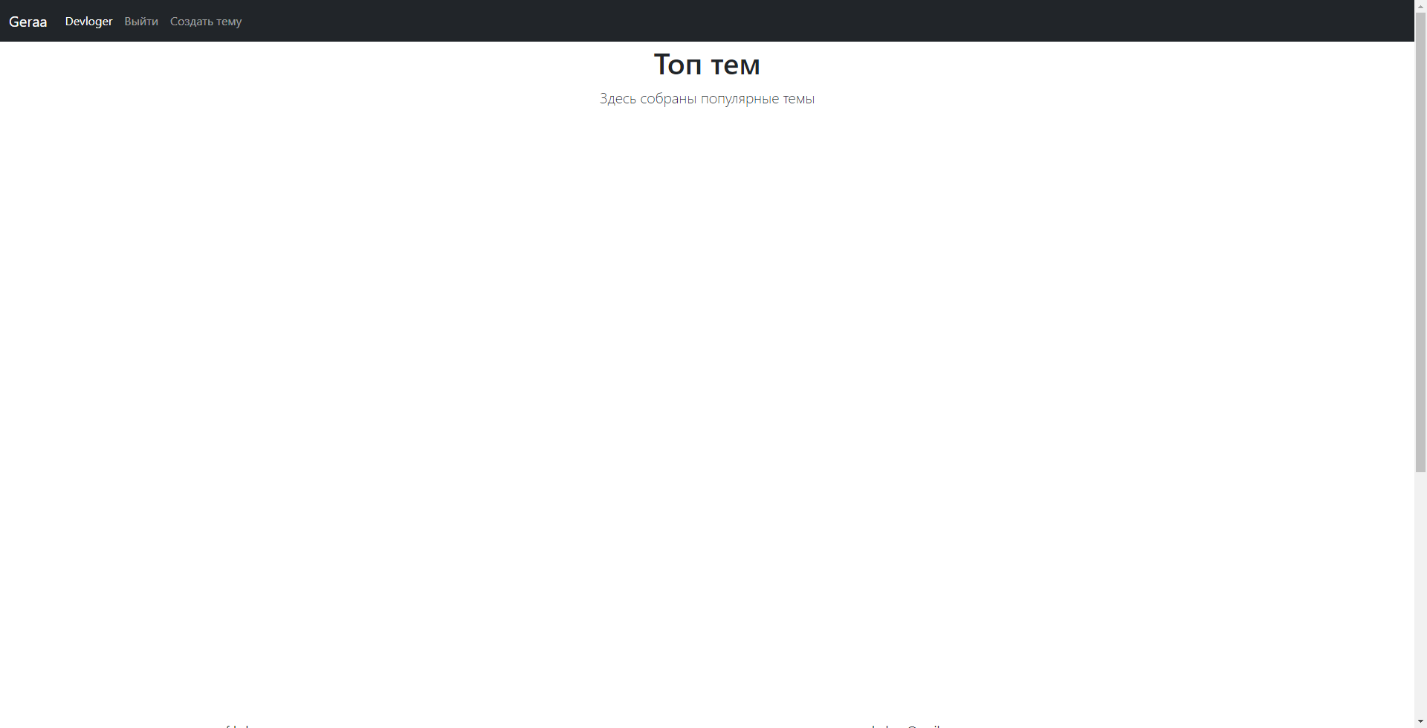 Geraa Devloger Выйти Создать тему
Топ тем
Здесь собраны популярные темы